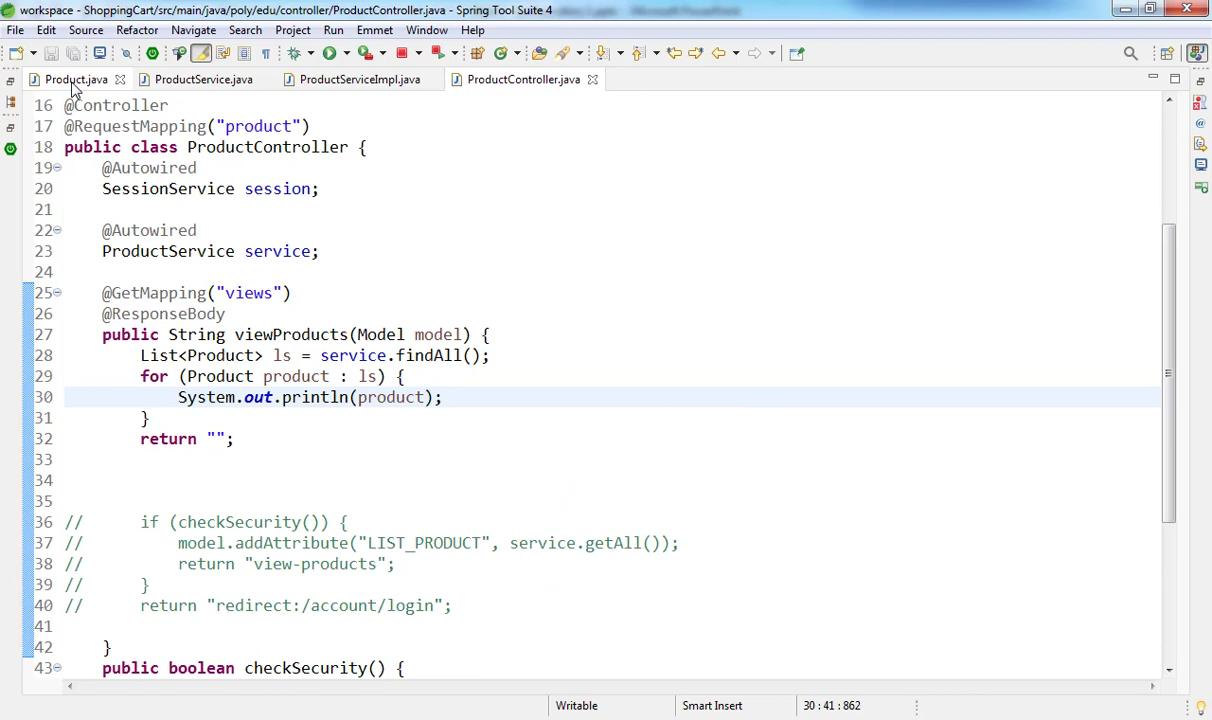 workspace - ShoppingCart/src/main/java/poly/edu/controller/ProductController.java - Spring Tool Suite 4
File Edit Source Refactor Navigate Search Project Run Emmet Window Help
Product.java ProductService.java ProductServiceImpl.java ProductController.java
16 @Controller
17 @RequestMapping("product")
18 public class ProductController {
19 @Autowired
20 SessionService session;
21
22 @Autowired
23 ProductService service;
24
25 @GetMapping("views")
26 @ResponseBody
27 public String viewProducts(Model model) {
28 List<Product> ls = service.findAll();
29 for (Product product : ls) {
30 System.out.println(product);
31 }
32 return "";
33
34
35
36 // if (checkSecurity()) {
37 // model.addAttribute("LIST_PRODUCT", service.getAll());
38 // return "view-products";
39 // }
40 // return "redirect:/account/login";
41
42 }
43 public boolean checkSecurity() {
Writable Smart Insert 30 : 41 : 862